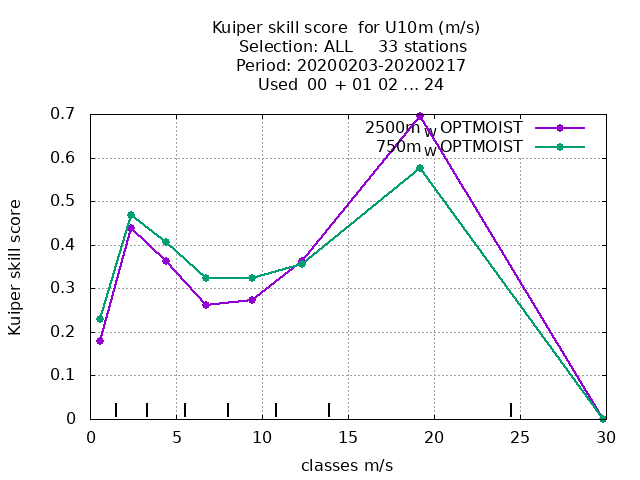 Kuiper skill score  for U10m (m/s)
Selection: ALL     33 stations
Period: 20200203-20200217
Used  00 + 01 02 ... 24
0.7
0.6
0.5
0.4
0.3
0.2
0.1
0
Kuiper skill score
2500m W OPTMOIST
750m W OPTMOIST
0 5 10 15 20 25 30
classes m/s